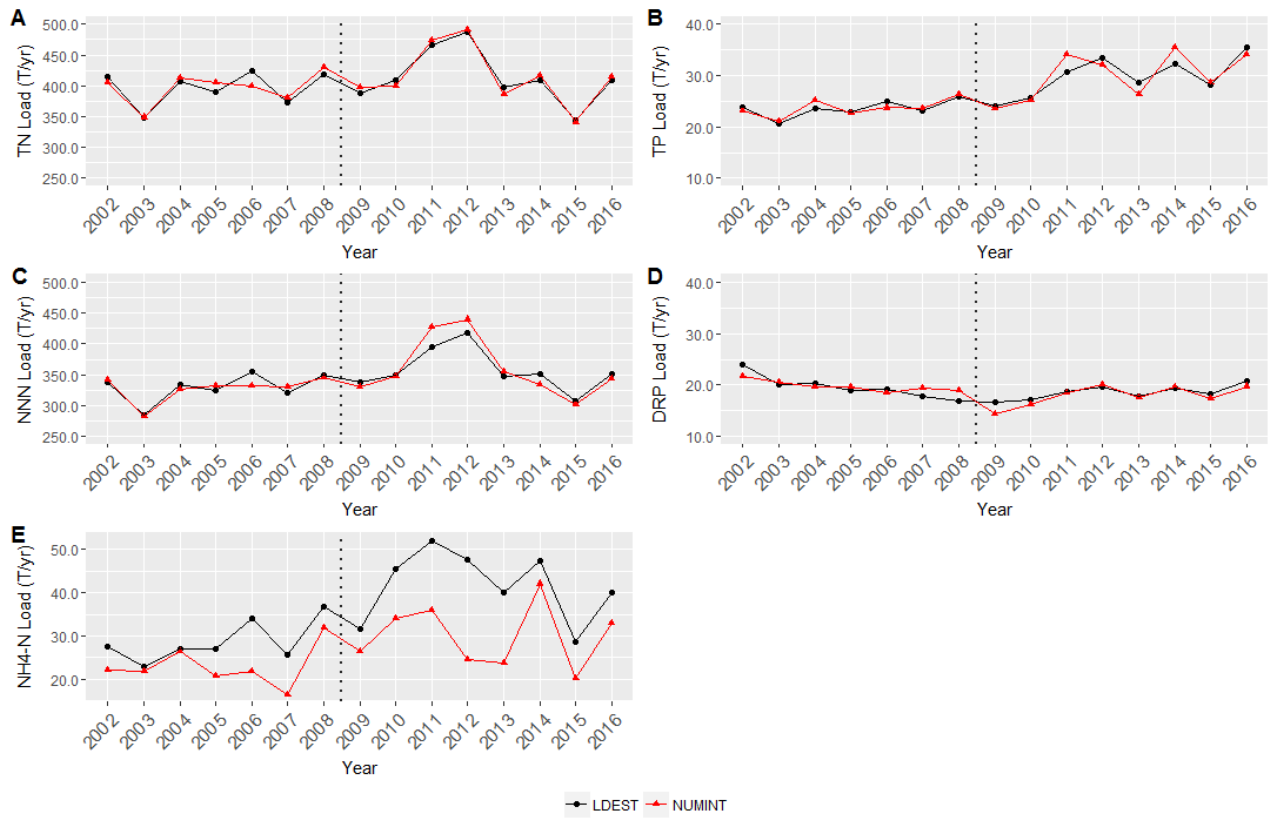 A
TN Load (T/yr)
500.0
450.0
400.0
350.0
300.0
250.0
2002 2003 2004 2005 2006 2007 2008 2009 2010 2011 2012 2013 2014 2015 2016
Year
B
TP Load (T/yr)
40.0
30.0
20.0
10.0
2002 2003 2004 2005 2006 2007 2008 2009 2010 2011 2012 2013 2014 2015 2016
Year
C
NNN Load (T/yr)
500.0
450.0
400.0
350.0
300.0
250.0
2002 2003 2004 2005 2006 2007 2008 2009 2010 2011 2012 2013 2014 2015 2016
Year
D
DRP Load (T/yr)
40.0
30.0
20.0
10.0
2002 2003 2004 2005 2006 2007 2008 2009 2010 2011 2012 2013 2014 2015 2016
Year
E
NH4-N Load (T/yr)
50.0
40.0
30.0
20.0
2002 2003 2004 2005 2006 2007 2008 2009 2010 2011 2012 2013 2014 2015 2016
Year
LDEST NUMINT